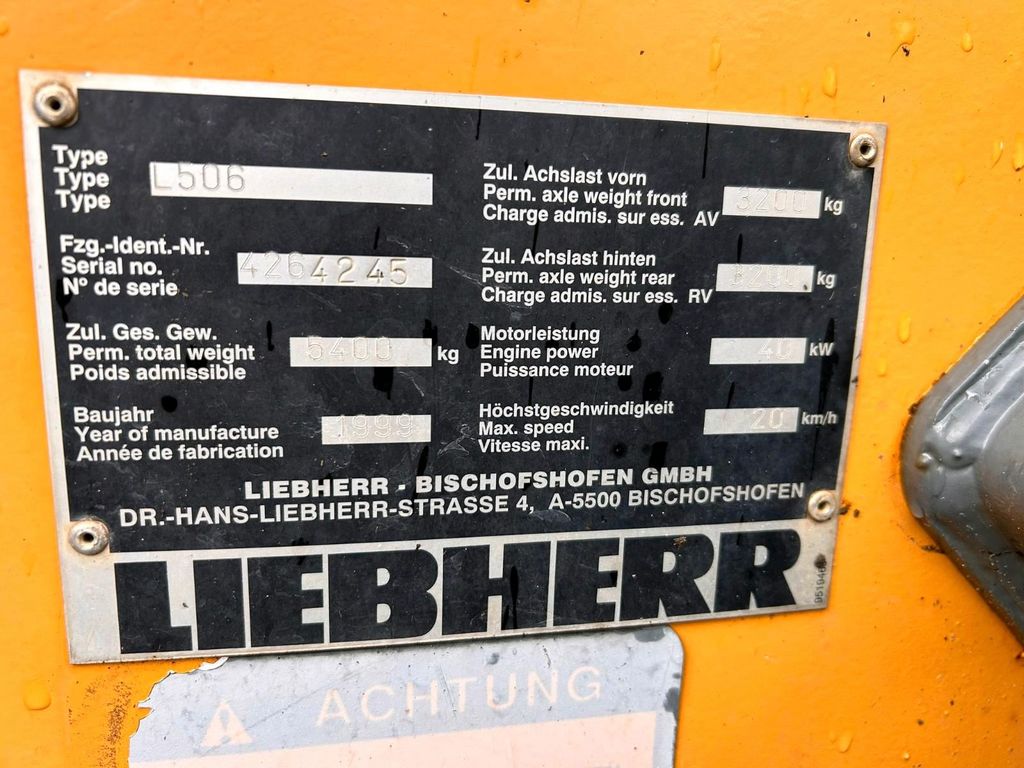 Type
Type L506
Type
Fzg.-Ident.-Nr.
Serial no. 4264245
N° de serie
Zul. Ges. Gew.
Perm. total weight 5400 kg
Poids admissible
Baujahr
Year of manufacture 1999
Année de fabrication
Zul. Achslast vorn
Perm. axle weight front 3200 kg
Charge admis. sur ess. AV
Zul. Achslast hinten
Perm. axle weight rear 3200 kg
Charge admis. sur ess. RV
Motorleistung
Engine power 40 kW
Puissance moteur
Höchstgeschwindigkeit
Max. speed 20 km/h
Vitesse maxi.
LIEBHERR - BISCHOFSHOFEN GMBH
DR.-HANS-LIEBHERR-STRASSE 4, A-5500 BISCHOFSHOFEN
LIEBHERR
ACHTUNG